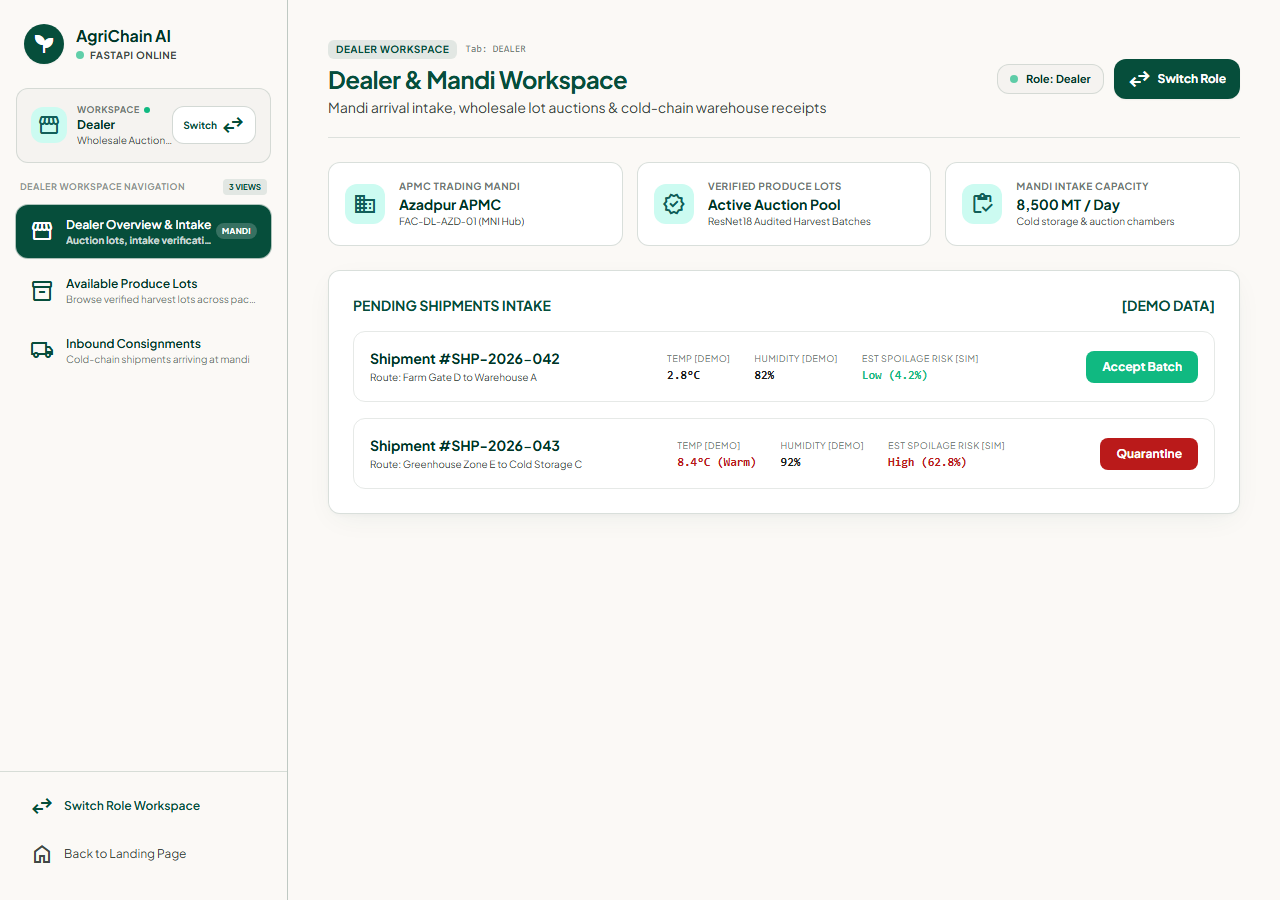 AgriChain AI
FASTAPI ONLINE
WORKSPACE
Dealer
Wholesale Auction...
Switch
DEALER WORKSPACE NAVIGATION
3 VIEWS
Dealer Overview & Intake
Auction lots, intake verificati...
MANDI
Available Produce Lots
Browse verified harvest lots across pac...
Inbound Consignments
Cold-chain shipments arriving at mandi
Switch Role Workspace
Back to Landing Page
DEALER WORKSPACE
Tab: DEALER
Dealer & Mandi Workspace
Mandi arrival intake, wholesale lot auctions & cold-chain warehouse receipts
Role: Dealer
Switch Role
APMC TRADING MANDI
Azadpur APMC
FAC-DL-AZD-01 (MNI Hub)
VERIFIED PRODUCE LOTS
Active Auction Pool
ResNet18 Audited Harvest Batches
MANDI INTAKE CAPACITY
8,500 MT / Day
Cold storage & auction chambers
PENDING SHIPMENTS INTAKE
[DEMO DATA]
Shipment #SHP-2026-042
Route: Farm Gate D to Warehouse A
TEMP [DEMO]
2.8°C
HUMIDITY [DEMO]
82%
EST SPOILAGE RISK [SIM]
Low (4.2%)
Accept Batch
Shipment #SHP-2026-043
Route: Greenhouse Zone E to Cold Storage C
TEMP [DEMO]
8.4°C (Warm)
HUMIDITY [DEMO]
92%
EST SPOILAGE RISK [SIM]
High (62.8%)
Quarantine